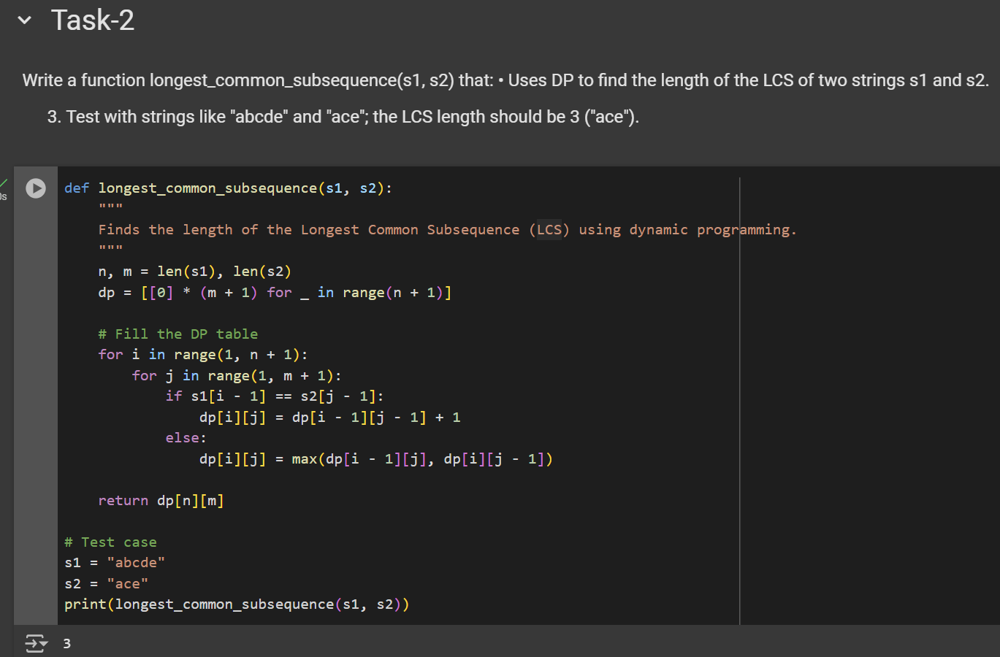 Task-2
Write a function longest_common_subsequence(s1, s2) that: • Uses DP to find the length of the LCS of two strings s1 and s2.
3. Test with strings like "abcde" and "ace"; the LCS length should be 3 ("ace").
def longest_common_subsequence(s1, s2):
    """
    Finds the length of the Longest Common Subsequence (LCS) using dynamic programming.
    """
    n, m = len(s1), len(s2)
    dp = [[0] * (m + 1) for _ in range(n + 1)]

    # Fill the DP table
    for i in range(1, n + 1):
        for j in range(1, m + 1):
            if s1[i - 1] == s2[j - 1]:
                dp[i][j] = dp[i - 1][j - 1] + 1
            else:
                dp[i][j] = max(dp[i - 1][j], dp[i][j - 1])

    return dp[n][m]

# Test case
s1 = "abcde"
s2 = "ace"
print(longest_common_subsequence(s1, s2))
3